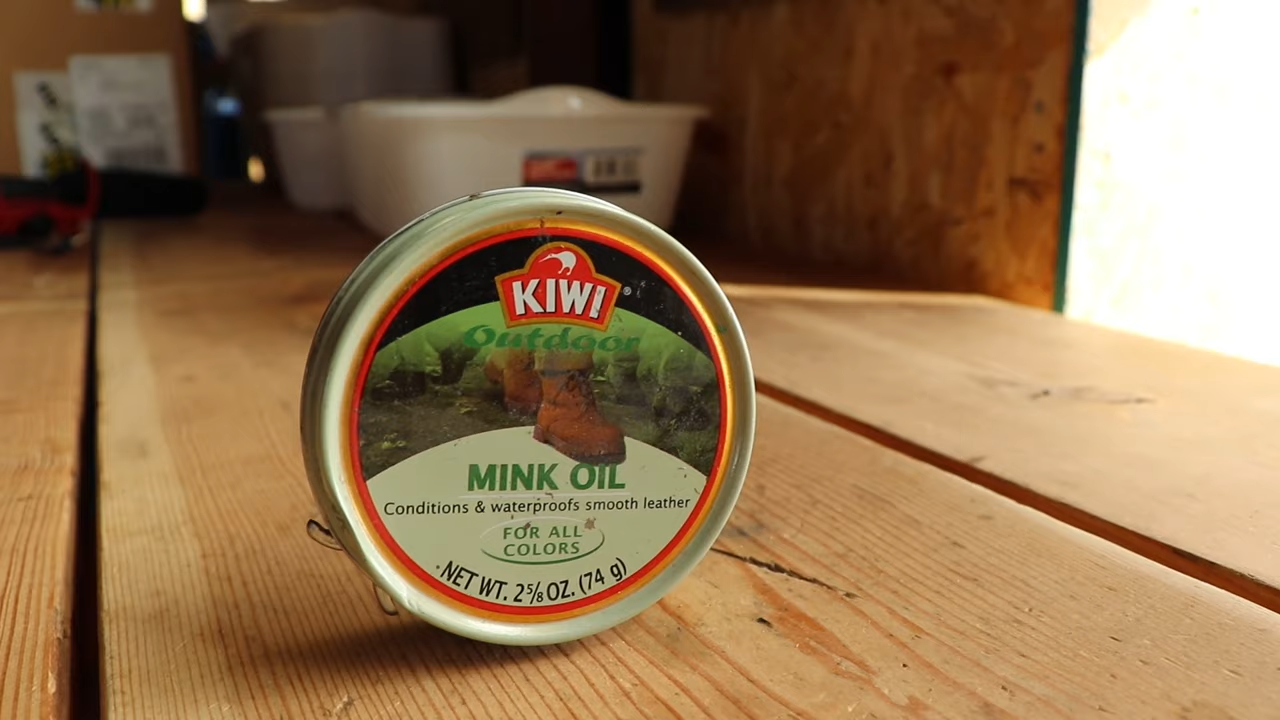 KIWI®
Outdoor
MINK OIL
Conditions & waterproofs smooth leather
FOR ALL
COLORS
NET WT. 2⅝ OZ. (74 g)